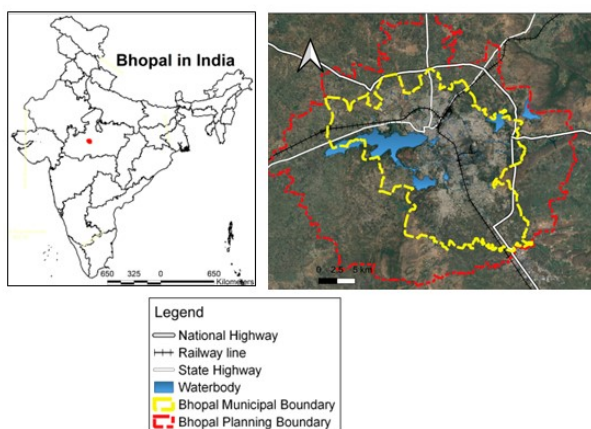 Bhopal in India
650 325 0 650
Kilometers
0 2.5 5 km
Legend
National Highway
Railway line
State Highway
Waterbody
Bhopal Municipal Boundary
Bhopal Planning Boundary